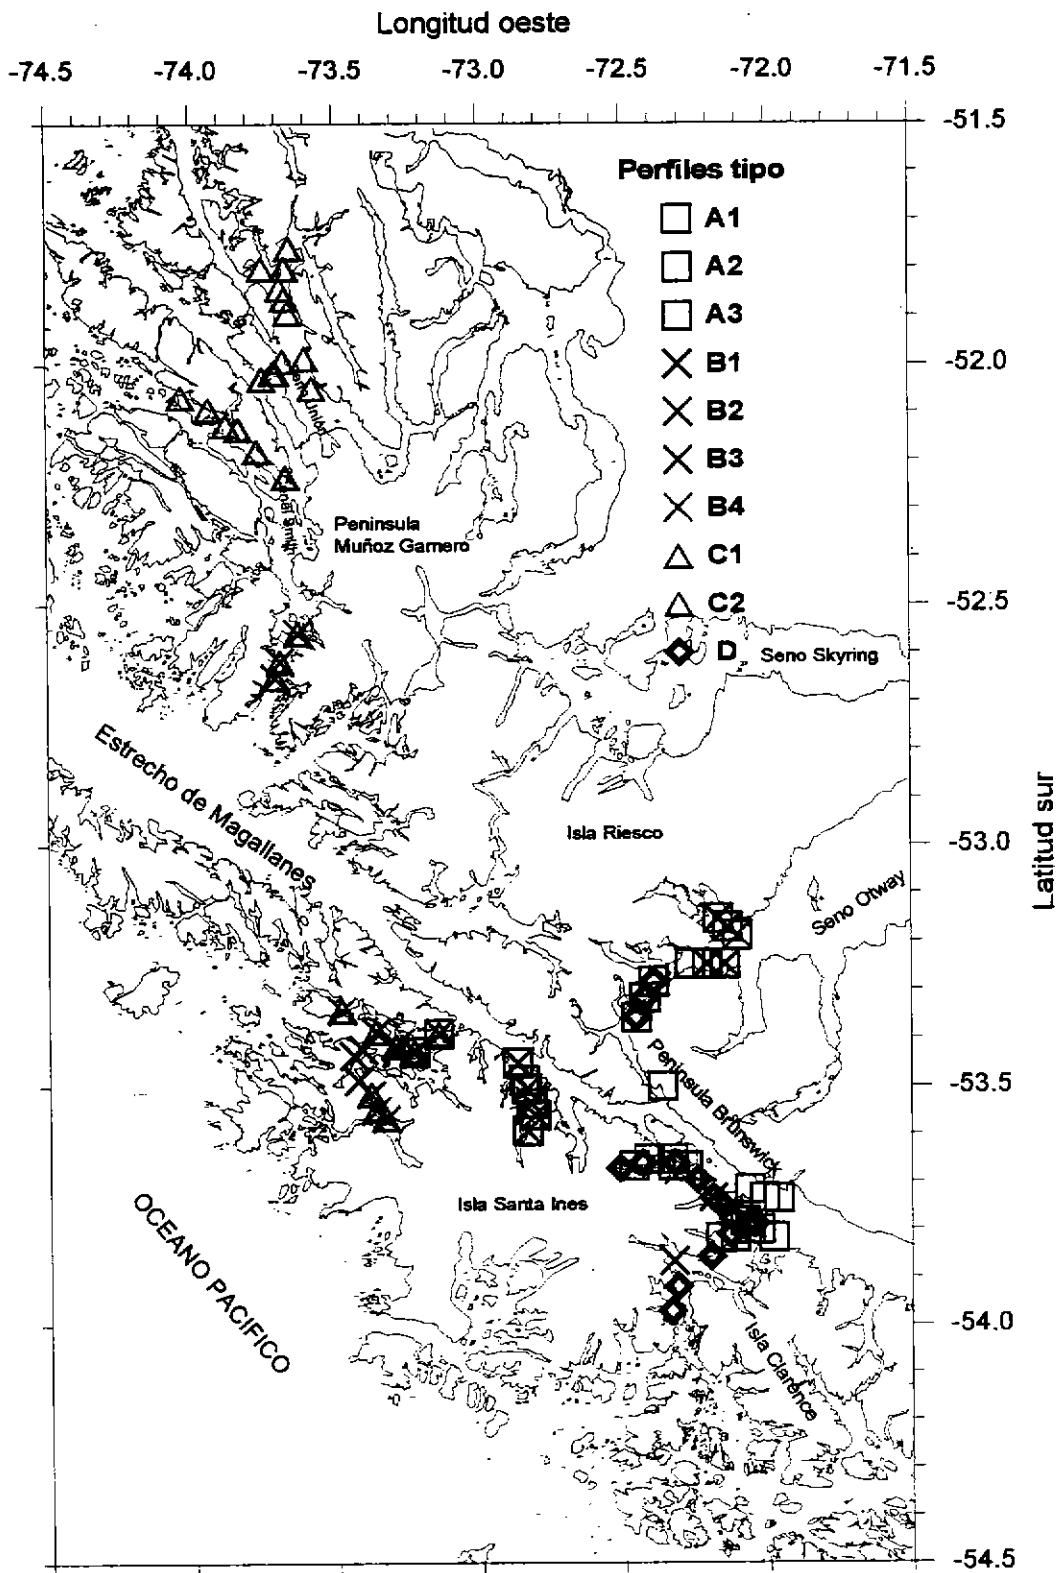 Longitud oeste
-74.5 -74.0 -73.5 -73.0 -72.5 -72.0 -71.5
-51.5
Perfiles tipo
A1
A2
A3
B1
B2
B3
B4
C1
C2
D
-52.0
Union
Smith
Peninsula
Muñoz Gamero
-52.5
Seno Skyring
Estrecho de Magallanes
Isla Riesco
-53.0
Latitud sur
Seno Otway
Peninsula Brunswick
-53.5
Isla Santa Ines
OCEANO PACIFICO
-54.0
Isla Clarence
-54.5